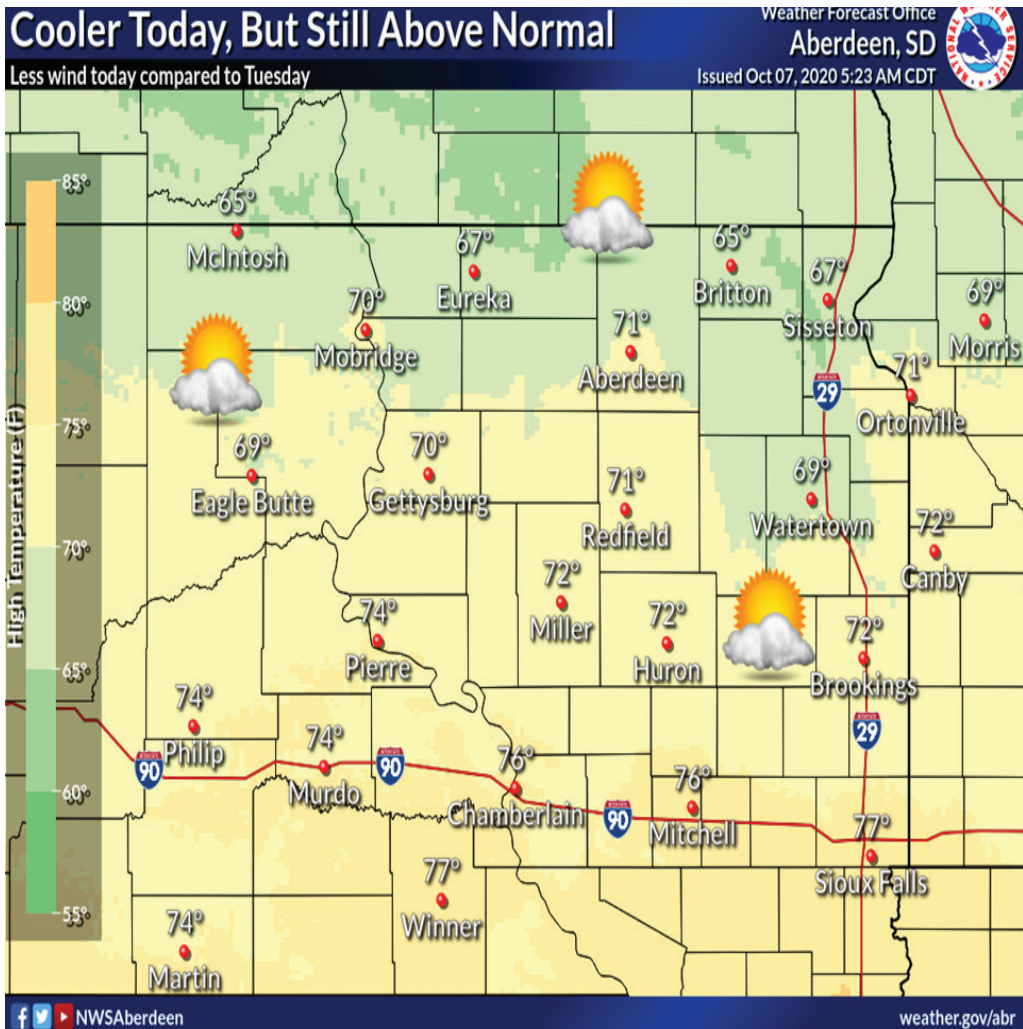 Cooler Today, But Still Above Normal
Weather Forecast Office
Aberdeen, SD
Less wind today compared to Tuesday
Issued Oct 07, 2020 5:23 AM CDT
NATIONAL WEATHER SERVICE
High Temperature (F)
85°
80°
75°
70°
65°
60°
55°
65°
McIntosh
67°
Eureka
65°
Britton
67°
Sisseton
69°
Morris
70°
Mobridge
71°
Aberdeen
29
71°
Ortonville
69°
Eagle Butte
70°
Gettysburg
71°
Redfield
69°
Watertown
72°
Canby
74°
Pierre
72°
Miller
72°
Huron
72°
Brookings
29
74°
Philip
90
74°
Murdo
90
76°
Chamberlain
90
76°
Mitchell
77°
Sioux Falls
77°
Winner
74°
Martin
NWSAberdeen
weather.gov/abr